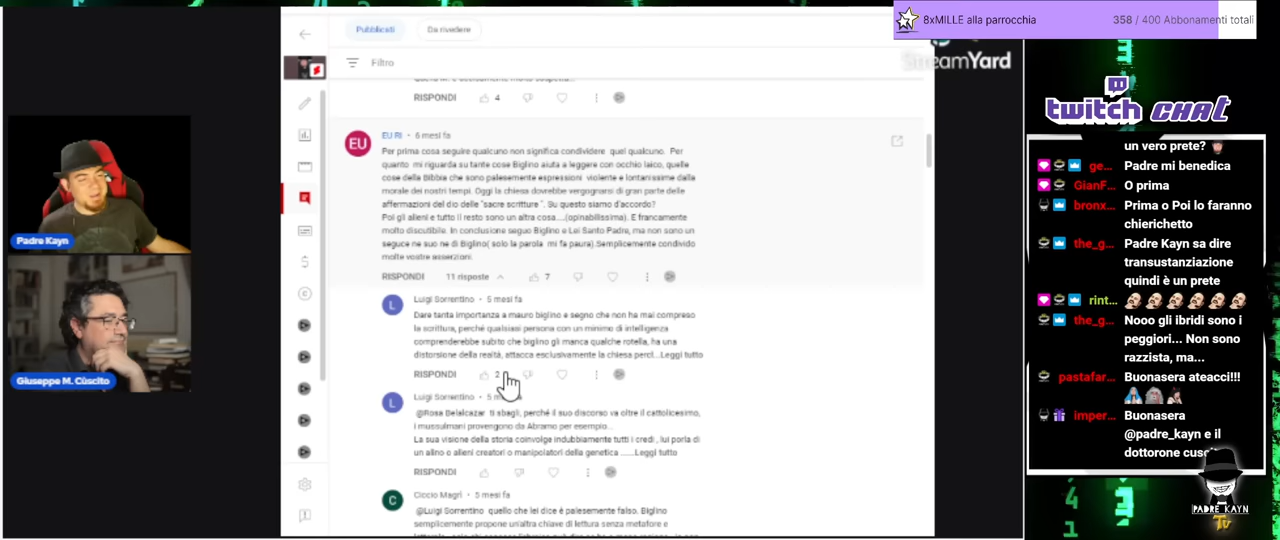 8xMILLE alla parrocchia
358 / 400 Abbonamenti totali
StreamYard
Pubblicati
Da rivedere
Filtro
RISPONDI 4
EU
EU RI • 6 mesi fa
Per prima cosa seguire qualcuno non significa condividere quel qualcuno. Per
quanto mi riguarda su tante cose Biglino aiuta a leggere con occhio laico, quelle
cose della Bibbia che sono palesemente espressioni violente e lontanissime dalla
morale dei nostri tempi. Oggi la chiesa dovrebbe vergognarsi di gran parte delle
affermazioni del dio delle "sacre scritture ". Su questo siamo d'accordo?
Poi gli alieni e tutto il resto sono un altra cosa....(opinabilissima). E francamente
molto discutibile. In conclusione seguo Biglino e Lei Santo Padre, ma non sono un
seguce ne suo ne di Biglino( solo la parola mi fa paura).Semplicemente condivido
molte vostre asserzioni.
RISPONDI 11 risposte 7
L
Luigi Sorrentino • 5 mesi fa
Dare tanta importanza a mauro biglino e segno che non ha mai compreso
la scrittura, perché qualsiasi persona con un minimo di intelligenza
comprenderebbe subito che biglino gli manca qualche rotella, ha una
distorsione della realtà, attacca esclusivamente la chiesa percl...Leggi tutto
RISPONDI 2
L
Luigi Sorrentino • 5 m
@Rosa Belalcazar ti sbagli, perché il suo discorso va oltre il cattolicesimo,
i mussulmani provengono da Abramo per esempio...
La sua visione della storia coinvolge indubbiamente tutti i credi, lui porla di
un alino o alieni creatori o manipolatori della genetica ......Leggi tutto
RISPONDI
C
Ciccio Magrì • 5 mesi fa
@Luigi Sorrentino quello che lei dice è palesemente falso. Biglino
semplicemente propone un'altra chiave di lettura senza metafore e
Padre Kayn
Giuseppe M. Cùscito
twitch CHAT
un vero prete?
ge... Padre mi benedica
GianF... O prima
bronx... Prima o Poi lo faranno
chierichetto
the_g... Padre Kayn sa dire
transustanziazione
quindi è un prete
rint...
the_g... Nooo gli ibridi sono i
peggiori... Non sono
razzista, ma...
pastafar... Buonasera ateacci!!!
imper... Buonasera
@padre_kayn e il
dottorone cusc
PADRE KAYN
Tv